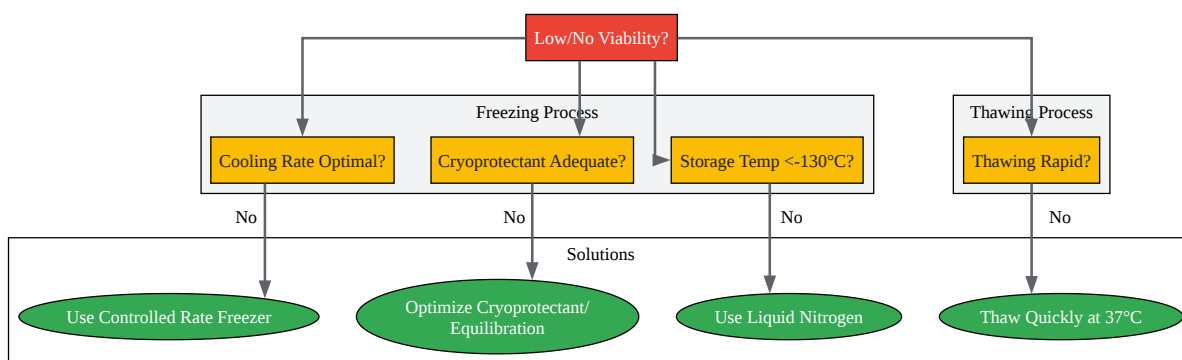 Low/No Viability?
Freezing Process
Thawing Process
Cooling Rate Optimal?
Cryoprotectant Adequate?
Storage Temp <-130°C?
Thawing Rapid?
No
No
No
No
Solutions
Use Controlled Rate Freezer
Optimize Cryoprotectant/
Equilibration
Use Liquid Nitrogen
Thaw Quickly at 37°C